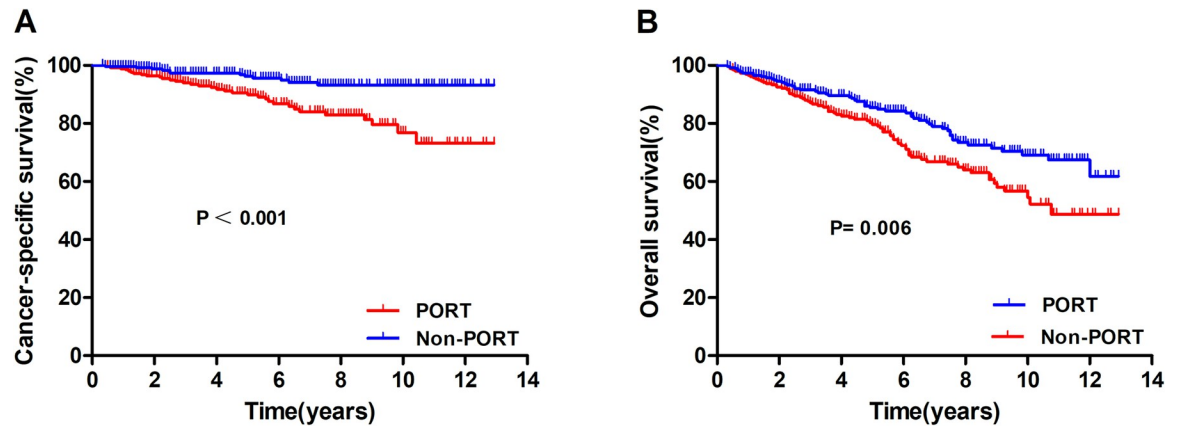 A
Cancer-specific survival(%)
100
80
60
40
20
0
P < 0.001
PORT
Non-PORT
0 2 4 6 8 10 12 14
Time(years)
B
Overall survival(%)
100
80
60
40
20
0
P= 0.006
PORT
Non-PORT
0 2 4 6 8 10 12 14
Time(years)